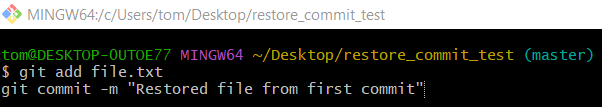 MINGW64:/c/Users/tom/Desktop/restore_commit_test
tom@DESKTOP-OUTOE77 MINGW64 ~/Desktop/restore_commit_test (master)
$ git add file.txt
git commit -m "Restored file from first commit"